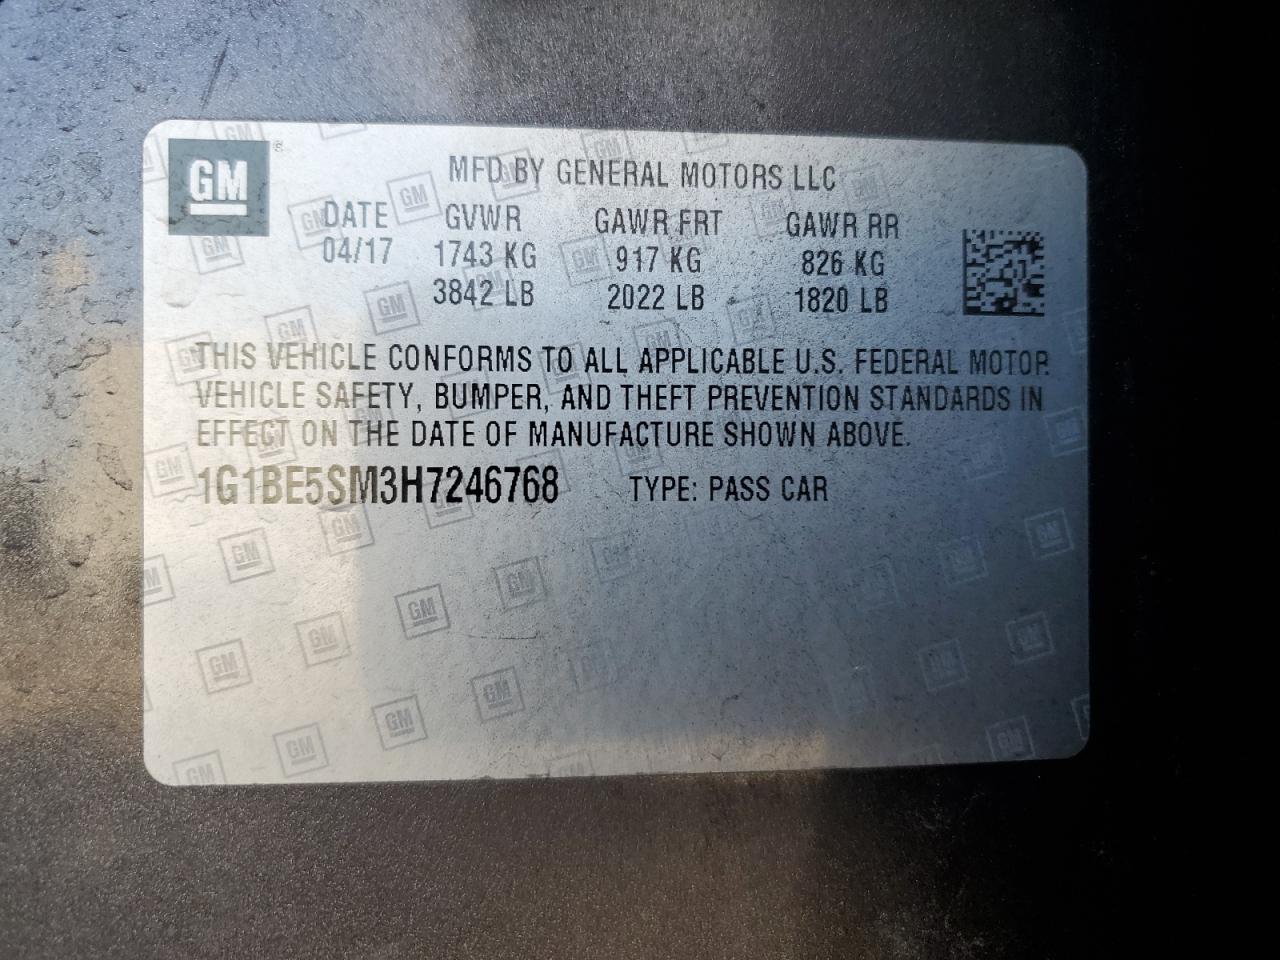 GM
MFD BY GENERAL MOTORS LLC
DATE GVWR GAWR FRT GAWR RR
04/17 1743 KG 917 KG 826 KG
3842 LB 2022 LB 1820 LB
THIS VEHICLE CONFORMS TO ALL APPLICABLE U.S. FEDERAL MOTOR
VEHICLE SAFETY, BUMPER, AND THEFT PREVENTION STANDARDS IN
EFFECT ON THE DATE OF MANUFACTURE SHOWN ABOVE.
1G1BE5SM3H7246768 TYPE: PASS CAR